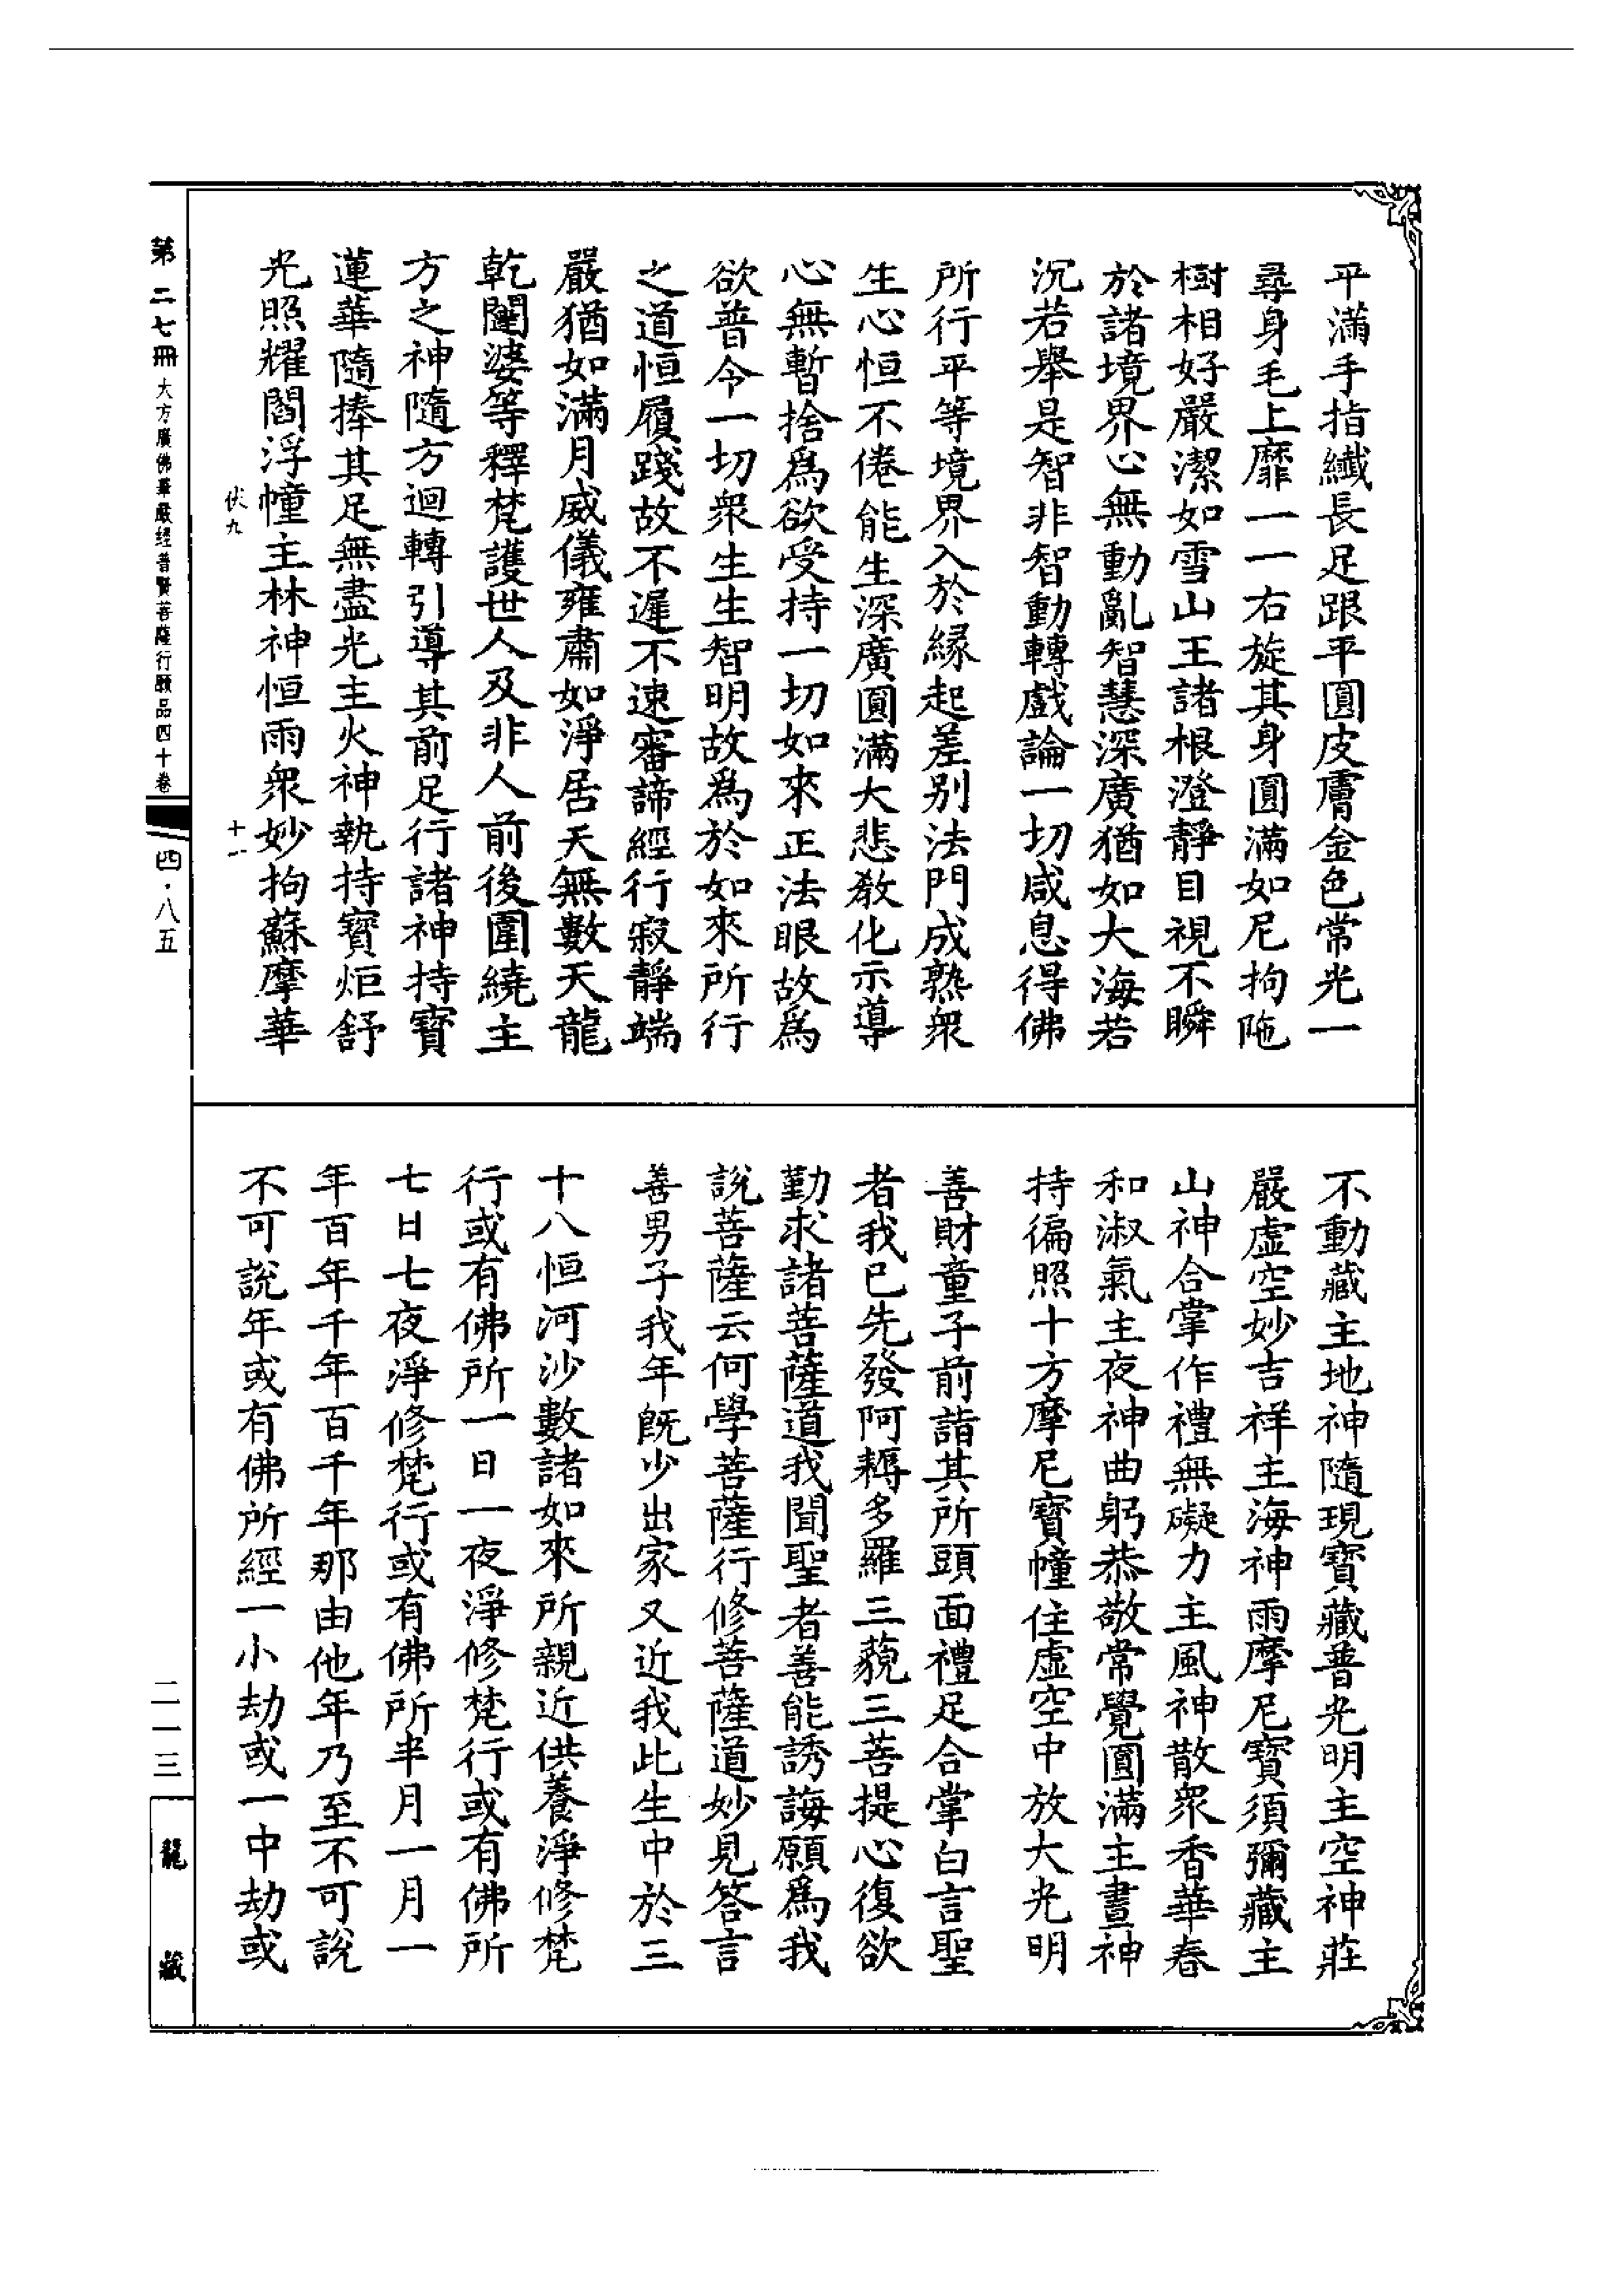 平滿手指纖長足跟平圓皮膚金色常光一
尋身毛上靡一一右旋其身圓滿如尼拘陁
樹相好嚴潔如雪山王諸根澄靜目視不瞬
於諸境界心無動亂智慧深廣猶如大海若
沉若舉是智非智動轉戲論一切咸息得佛
所行平等境界入於緣起差別法門成熟衆
生心恒不倦能生深廣圓滿大悲教化示導
心無暫捨爲欲受持一切如來正法眼故爲
欲普令一切衆生生智明故爲於如來所行
之道恒履踐故不遲不速審諦經行寂靜端
嚴猶如滿月威儀雍肅如淨居天無數天龍
乾闥婆等釋梵護世人及非人前後圍繞主
方之神隨方迴轉引導其前足行諸神持寶
蓮華隨捧其足無盡光主火神執持寶炬舒
光照耀閻浮幢主林神恒雨衆妙拘蘇摩華
伏九
十一
不動藏主地神隨現寶藏普光明主空神莊
嚴虛空妙吉祥主海神雨摩尼寶須彌藏主
山神合掌作禮無礙力主風神散衆香華春
和淑氣主夜神曲躬恭敬常覺圓滿主晝神
持徧照十方摩尼寶幢住虛空中放大光明
善財童子前詣其所頭面禮足合掌白言聖
者我已先發阿耨多羅三藐三菩提心復欲
勤求諸菩薩道我聞聖者善能誘誨願爲我
說菩薩云何學菩薩行修菩薩道妙見答言
善男子我年既少出家又近我此生中於三
十八恒河沙數諸如來所親近供養淨修梵
行或有佛所一日一夜淨修梵行或有佛所
七日七夜淨修梵行或有佛所半月一月一
年百年千年百千年那由他年乃至不可說
不可說年或有佛所經一小劫或一中劫或
第二七冊 大方廣佛華嚴經普賢菩薩行願品四十卷
四·八五
二一三
龍藏